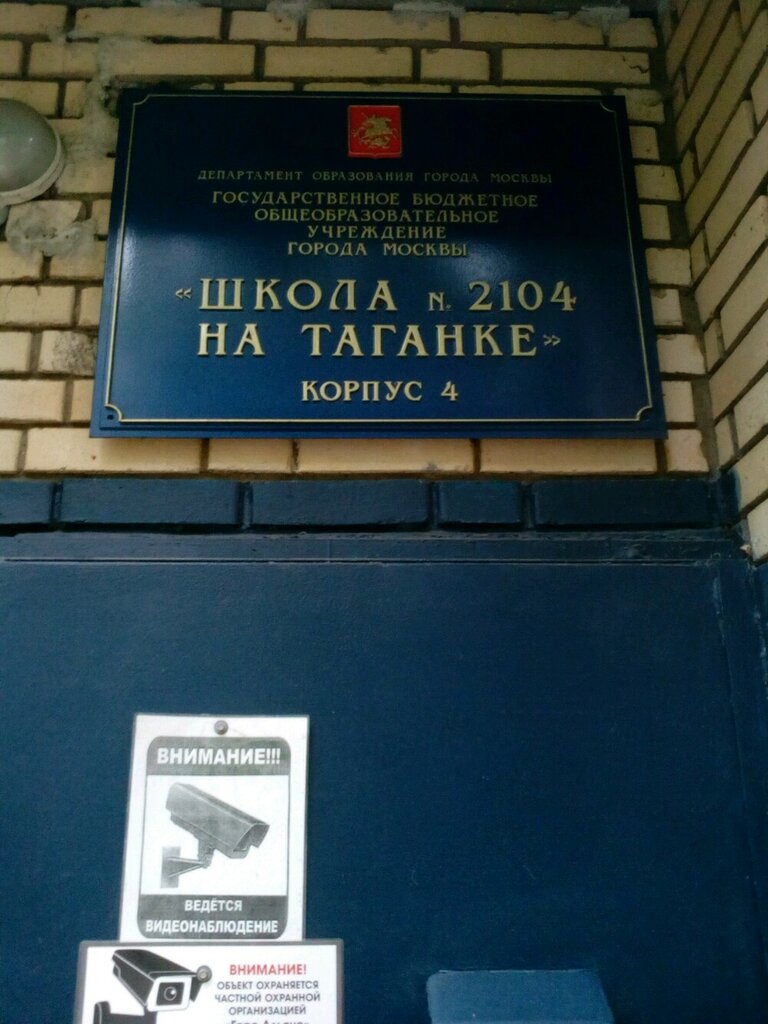 ДЕПАРТАМЕНТ ОБРАЗОВАНИЯ ГОРОДА МОСКВЫ
ГОСУДАРСТВЕННОЕ БЮДЖЕТНОЕ
ОБЩЕОБРАЗОВАТЕЛЬНОЕ
УЧРЕЖДЕНИЕ
ГОРОДА МОСКВЫ
«ШКОЛА №. 2104
НА ТАГАНКЕ»
КОРПУС 4
ВНИМАНИЕ!!!
ВЕДЁТСЯ
ВИДЕОНАБЛЮДЕНИЕ
ВНИМАНИЕ!
ОБЪЕКТ ОХРАНЯЕТСЯ
ЧАСТНОЙ ОХРАННОЙ
ОРГАНИЗАЦИЕЙ